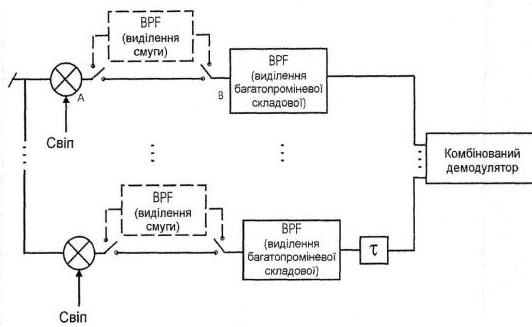 BPF
(виділення
смуги)
A
B
BPF
(виділення
багатопроміневої
складової)
Свіп
Комбінований
демодулятор
BPF
(виділення
смуги)
BPF
(виділення
багатопроміневої
складової)
τ
Свіп